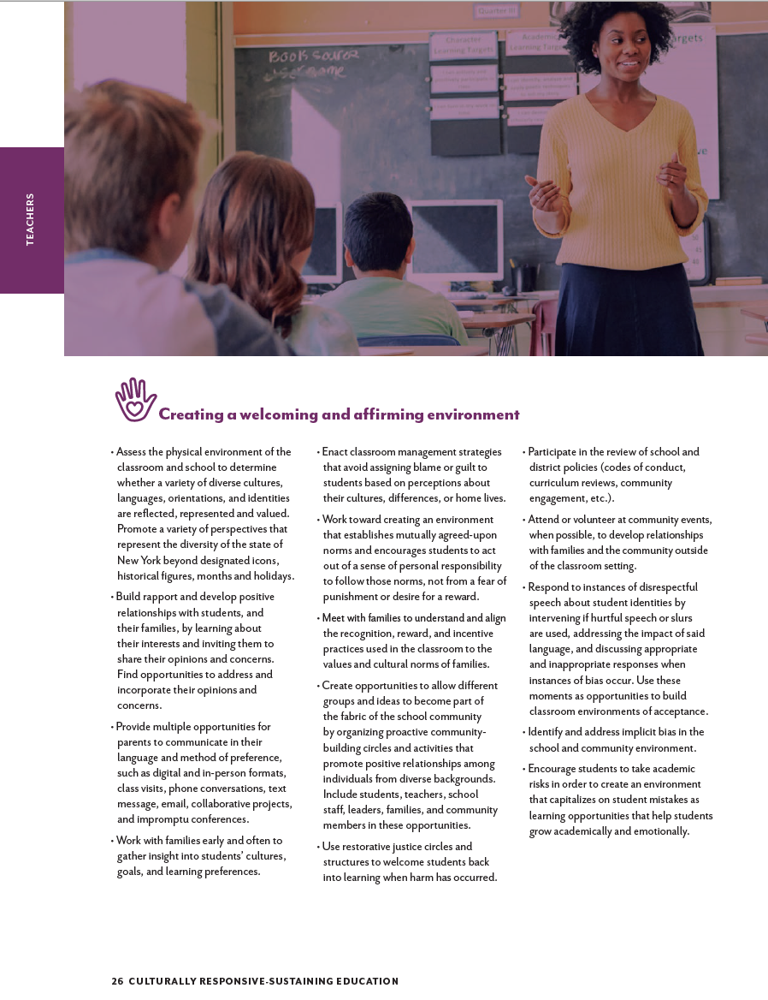 Quarter III
Book source
Username
Character
Learning Targets
Academic
Learning Targets
Targets
TEACHERS
Creating a welcoming and affirming environment
• Assess the physical environment of the
classroom and school to determine
whether a variety of diverse cultures,
languages, orientations, and identities
are reflected, represented and valued.
Promote a variety of perspectives that
represent the diversity of the state of
New York beyond designated icons,
historical figures, months and holidays.
• Build rapport and develop positive
relationships with students, and
their families, by learning about
their interests and inviting them to
share their opinions and concerns.
Find opportunities to address and
incorporate their opinions and
concerns.
• Provide multiple opportunities for
parents to communicate in their
language and method of preference,
such as digital and in-person formats,
class visits, phone conversations, text
message, email, collaborative projects,
and impromptu conferences.
• Work with families early and often to
gather insight into students’ cultures,
goals, and learning preferences.
• Enact classroom management strategies
that avoid assigning blame or guilt to
students based on perceptions about
their cultures, differences, or home lives.
• Work toward creating an environment
that establishes mutually agreed-upon
norms and encourages students to act
out of a sense of personal responsibility
to follow those norms, not from a fear of
punishment or desire for a reward.
• Meet with families to understand and align
the recognition, reward, and incentive
practices used in the classroom to the
values and cultural norms of families.
• Create opportunities to allow different
groups and ideas to become part of
the fabric of the school community
by organizing proactive community-
building circles and activities that
promote positive relationships among
individuals from diverse backgrounds.
Include students, teachers, school
staff, leaders, families, and community
members in these opportunities.
• Use restorative justice circles and
structures to welcome students back
into learning when harm has occurred.
• Participate in the review of school and
district policies (codes of conduct,
curriculum reviews, community
engagement, etc.).
• Attend or volunteer at community events,
when possible, to develop relationships
with families and the community outside
of the classroom setting.
• Respond to instances of disrespectful
speech about student identities by
intervening if hurtful speech or slurs
are used, addressing the impact of said
language, and discussing appropriate
and inappropriate responses when
instances of bias occur. Use these
moments as opportunities to build
classroom environments of acceptance.
• Identify and address implicit bias in the
school and community environment.
• Encourage students to take academic
risks in order to create an environment
that capitalizes on student mistakes as
learning opportunities that help students
grow academically and emotionally.
26 CULTURALLY RESPONSIVE-SUSTAINING EDUCATION